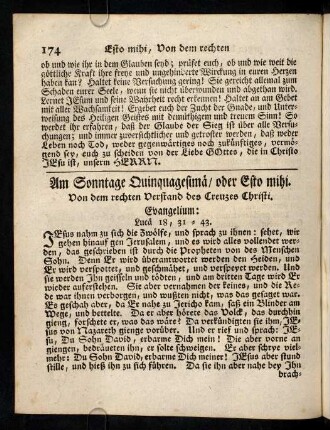 174 Esto mihi, Von dem rechten
ob und wie ihr in dem Glauben seyd; prüfet euch, ob und wie weit die
göttliche Kraft ihre freye und ungehinderte Würckung in euren Herzen
haben kan? Haltet keine Versuchung gering! Sie gereicht allemal zum
Schaden eurer Seele, wenn sie nicht überwunden und abgethan wird.
Lernet JEsum und seine Wahrheit recht erkennen! Haltet an am Gebet
mit aller Wachsamkeit! Ergebet euch der Zucht der Gnade, und Unter-
weisung des Heiligen Geistes mit demüthigem und treuem Sinn! So
werdet ihr erfahren, daß der Glaube der Sieg ist über alle Versu-
chungen; und immer zuversichtlicher und getroster werden, daß weder
Leben noch Tod, weder gegenwärtiges noch zukünftiges, vermö-
gend sey, euch zu scheiden von der Liebe GOttes, die in Christo
JEsu ist, unserm HERRN.
Am Sonntage Quinquagesimä/ oder Esto mihi.
Von dem rechten Verstand des Creuzes Christi.
Evangelium:
Lucä 18, 31 = 43.
JEsus nahm zu sich die Zwölfe, und sprach zu ihnen: sehet, wir
gehen hinauf gen Jerusalem, und es wird alles vollendet wer-
den, das geschrieben ist durch die Propheten von des Menschen
Sohn. Denn Er wird überantwortet werden den Heiden, und
Er wird verspottet, und geschmähet, und verspeyet werden. Und
sie werden Ihn geisseln und tödten, und am dritten Tage wird Er
wieder auferstehen. Sie aber vernahmen der keines, und die Re-
de war ihnen verborgen, und wußten nicht, was das gesaget war.
Es geschah aber, da Er nahe zu Jericho kam, saß ein Blinder am
Wege, und bettelte. Da er aber hörete das Volk, das durchhin
gieng, forschete er, was das wäre? Da verkündigten sie ihm, JE-
sus von Nazareth gienge vorüber. Und er rief und sprach: JE-
su, Du Sohn David, erbarme Dich mein! Die aber vorne an
giengen, bedräueten ihn, er solte schweigen. Er aber schrye viel-
mehr: Du Sohn David, erbarme Dich meiner! JEsus aber stund
stille, und hieß ihn zu sich führen. Da sie ihn aber nahe bey Ihn
brach-